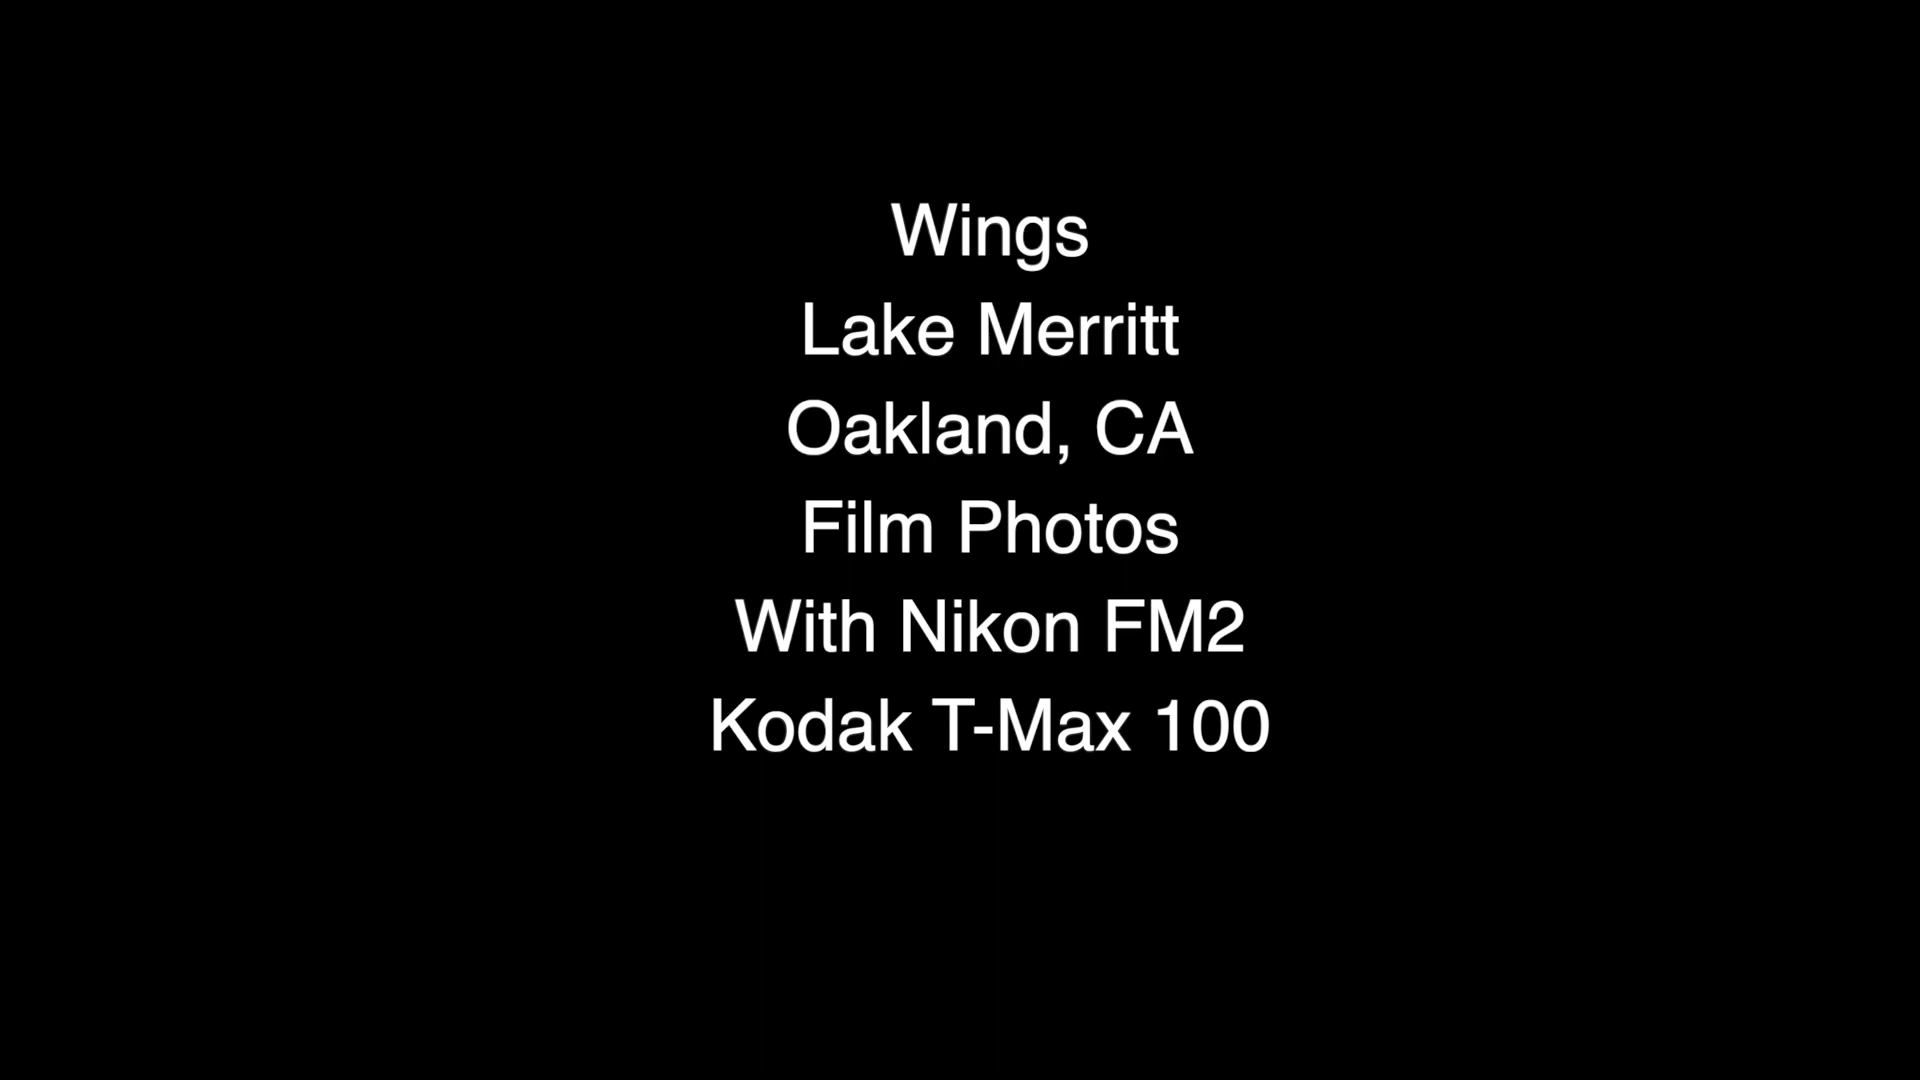 Wings
Lake Merritt
Oakland, CA
Film Photos
With Nikon FM2
Kodak T-Max 100